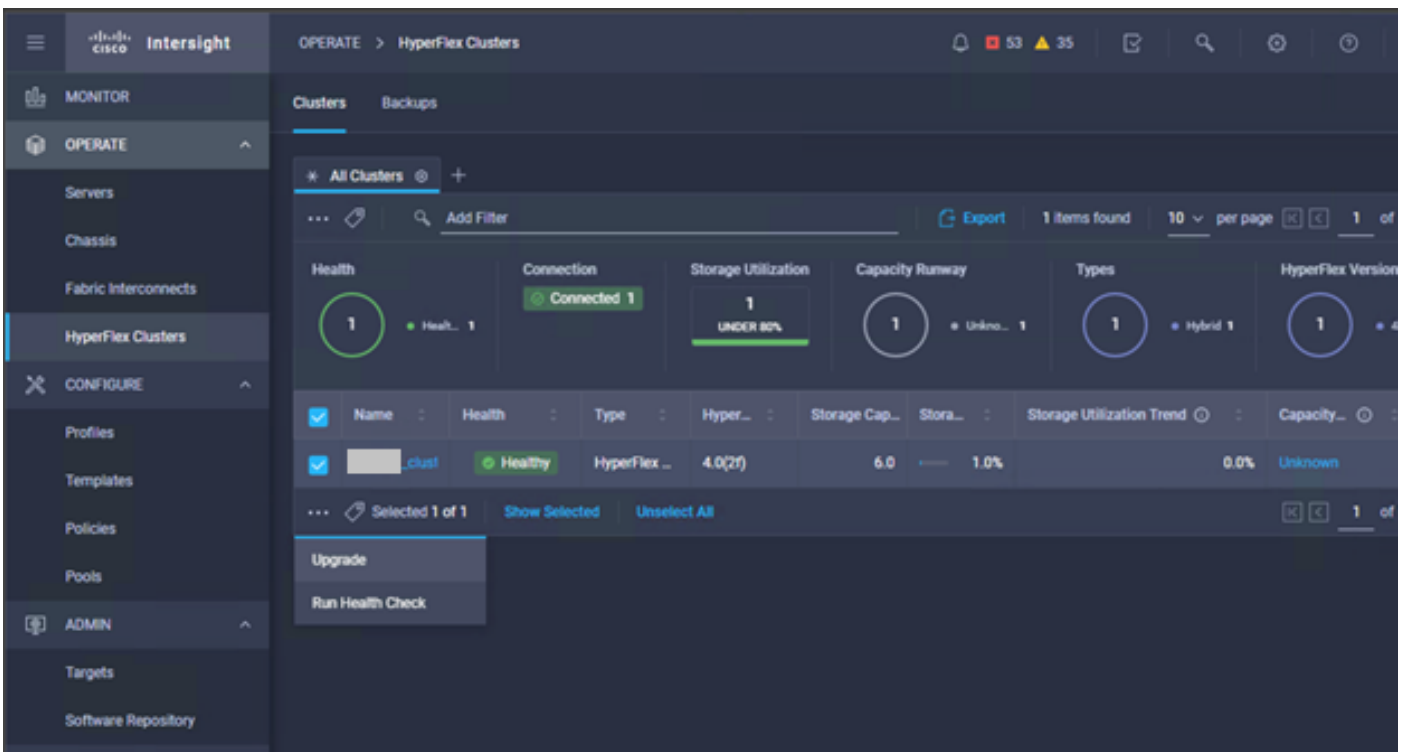 cisco Intersight
OPERATE > HyperFlex Clusters
53 35
MONITOR
OPERATE
Servers
Chassis
Fabric Interconnects
HyperFlex Clusters
CONFIGURE
Profiles
Templates
Policies
Pools
ADMIN
Targets
Software Repository
Clusters Backups
All Clusters +
... Add Filter Export 1 items found 10 per page 1 of
Health Connection Storage Utilization Capacity Runway Types HyperFlex Version
Connected 1
1 Healt... 1 1 1 Unkno... 1 1 Hybrid 1 1 4
UNDER 80%
Name Health Type Hyper... Storage Cap... Stora... Storage Utilization Trend Capacity...
_clust Healthy HyperFlex ... 4.0(2f) 6.0 1.0% 0.0% Unknown
... Selected 1 of 1 Show Selected Unselect All 1 of
Upgrade
Run Health Check